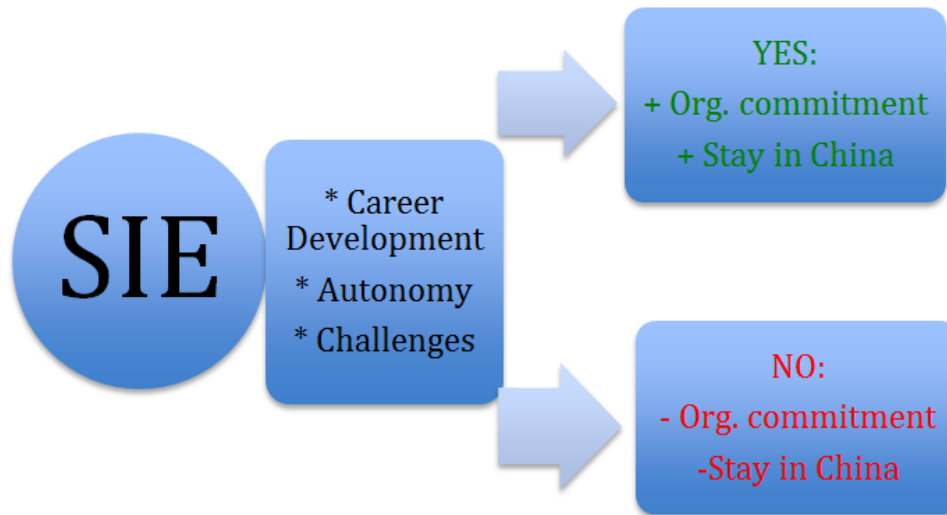 SIE
* Career
Development
* Autonomy
* Challenges
YES:
+ Org. commitment
+ Stay in China
NO:
- Org. commitment
-Stay in China